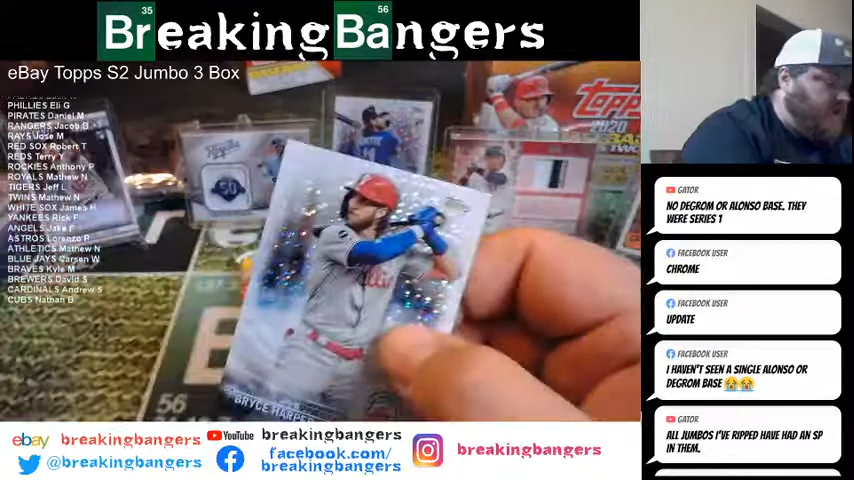 35
56
BreakingBangers
eBay Topps S2 Jumbo 3 Box
PHILLIES Eli G
PIRATES Daniel M
RANGERS Jacob B
RAYS Jose M
RED SOX Robert T
REDS Terry Y
ROCKIES Anthony P
ROYALS Mathew N
TIGERS Jeff L
TWINS Mathew N
WHITE SOX James H
YANKEES Rick F
ANGELS Jake F
ASTROS Lorenzo P
ATHLETICS Mathew N
BLUE JAYS Carsen W
BRAVES Kyle M
BREWERS David S
CARDINALS Andrew S
CUBS Nathan B
Royals
50
topps
2020
BRYCE HARPER
56
GATOR
NO DEGROM OR ALONSO BASE, THEY
WERE SERIES 1
FACEBOOK USER
CHROME
FACEBOOK USER
UPDATE
FACEBOOK USER
I HAVEN'T SEEN A SINGLE ALONSO OR
DEGROM BASE😭😭
GATOR
ALL JUMBOS I'VE RIPPED HAVE HAD AN SP
IN THEM.
ebay breakingbangers
YouTube breakingbangers
@breakingbangers
facebook.com/
breakingbangers
breakingbangers